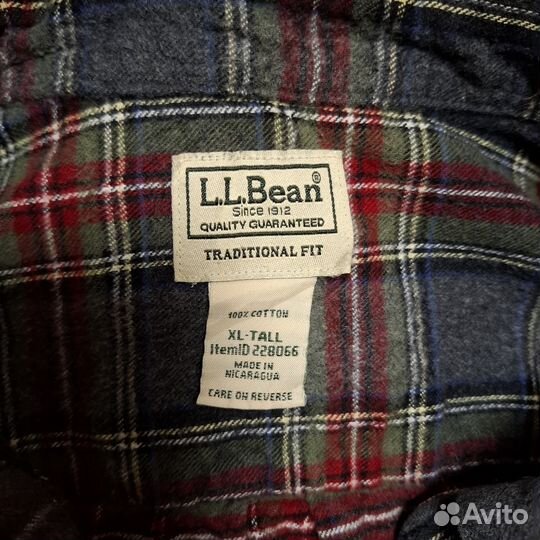 L.L.Bean®
Since 1912
QUALITY GUARANTEED
TRADITIONAL FIT
100% COTTON
XL-TALL
ItemID 228066
MADE IN
NICARAGUA
CARE ON REVERSE
Avito